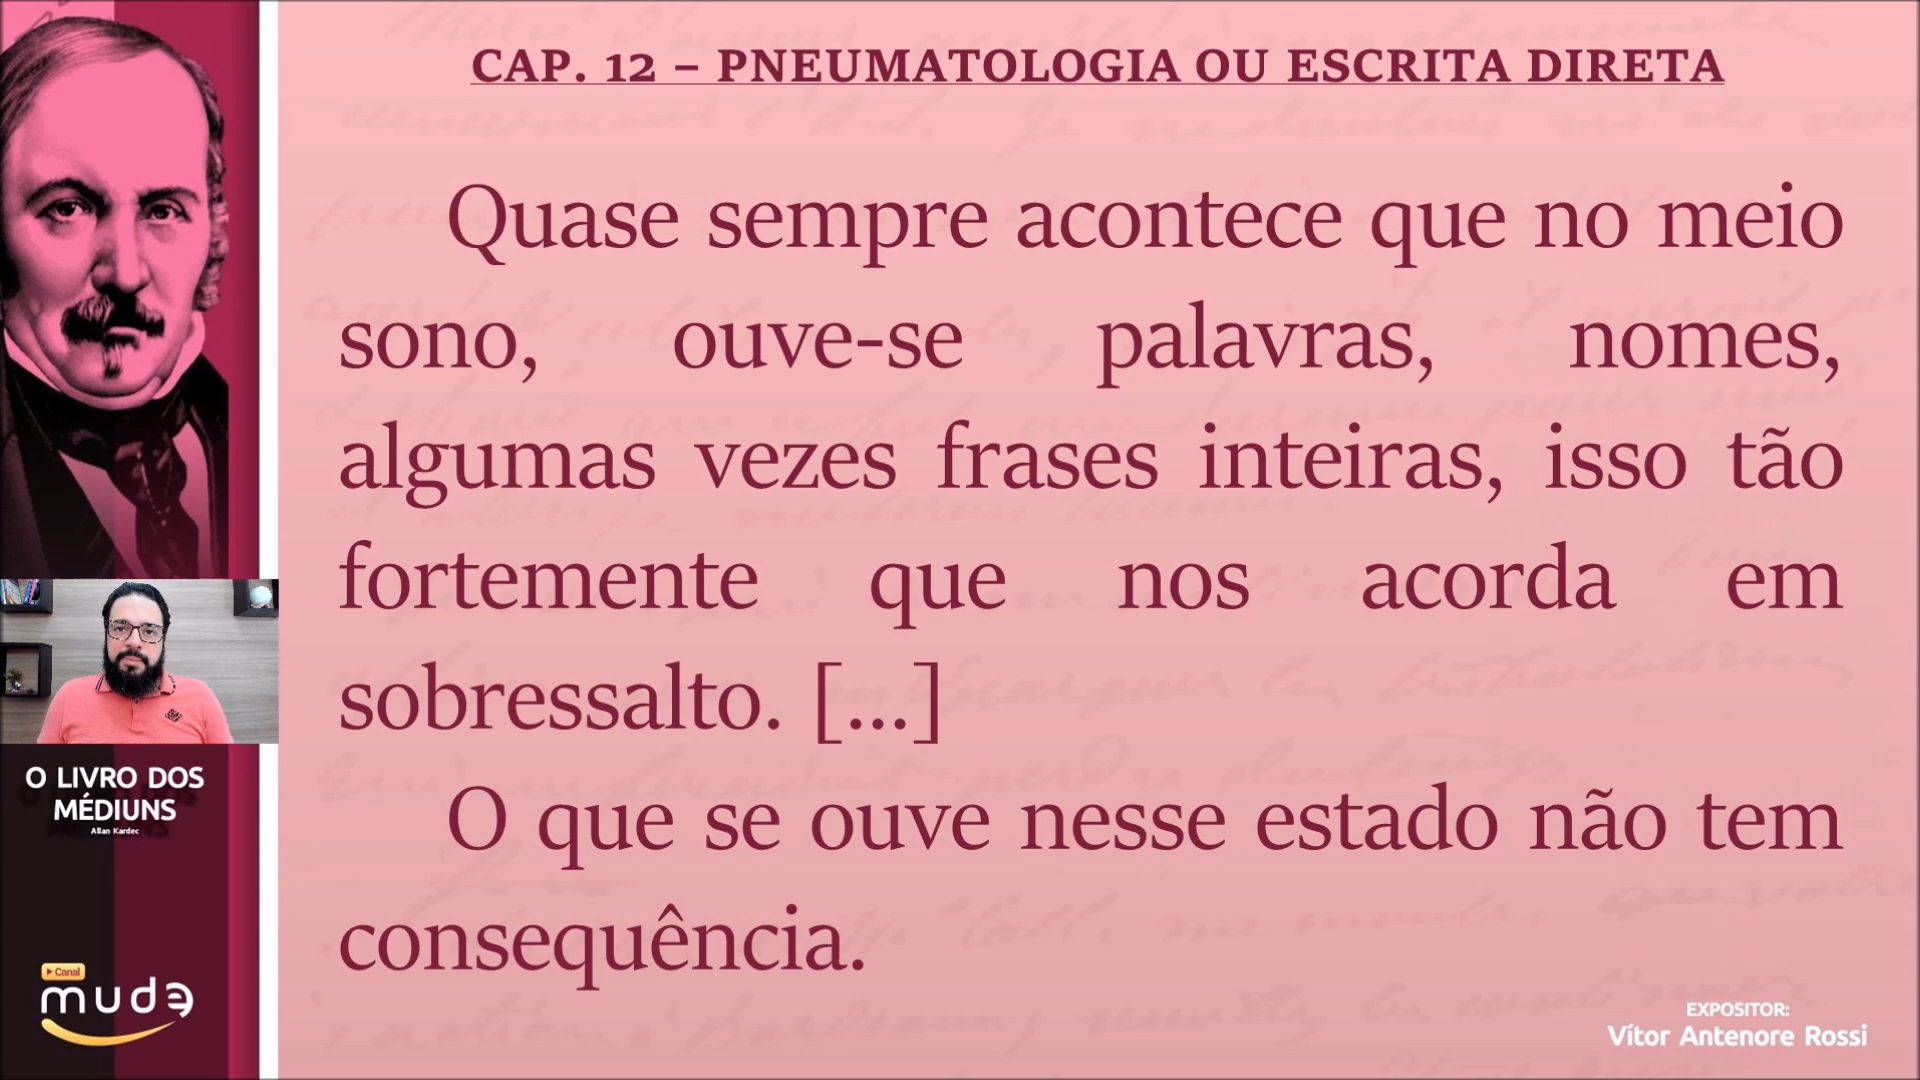 CAP. 12 – PNEUMATOLOGIA OU ESCRITA DIRETA
Quase sempre acontece que no meio
sono, ouve-se palavras, nomes,
algumas vezes frases inteiras, isso tão
fortemente que nos acorda em
sobressalto. [...]
O que se ouve nesse estado não tem
consequência.
O LIVRO DOS
MÉDIUNS
Allan Kardec
Canal
mude
EXPOSITOR:
Vítor Antenore Rossi